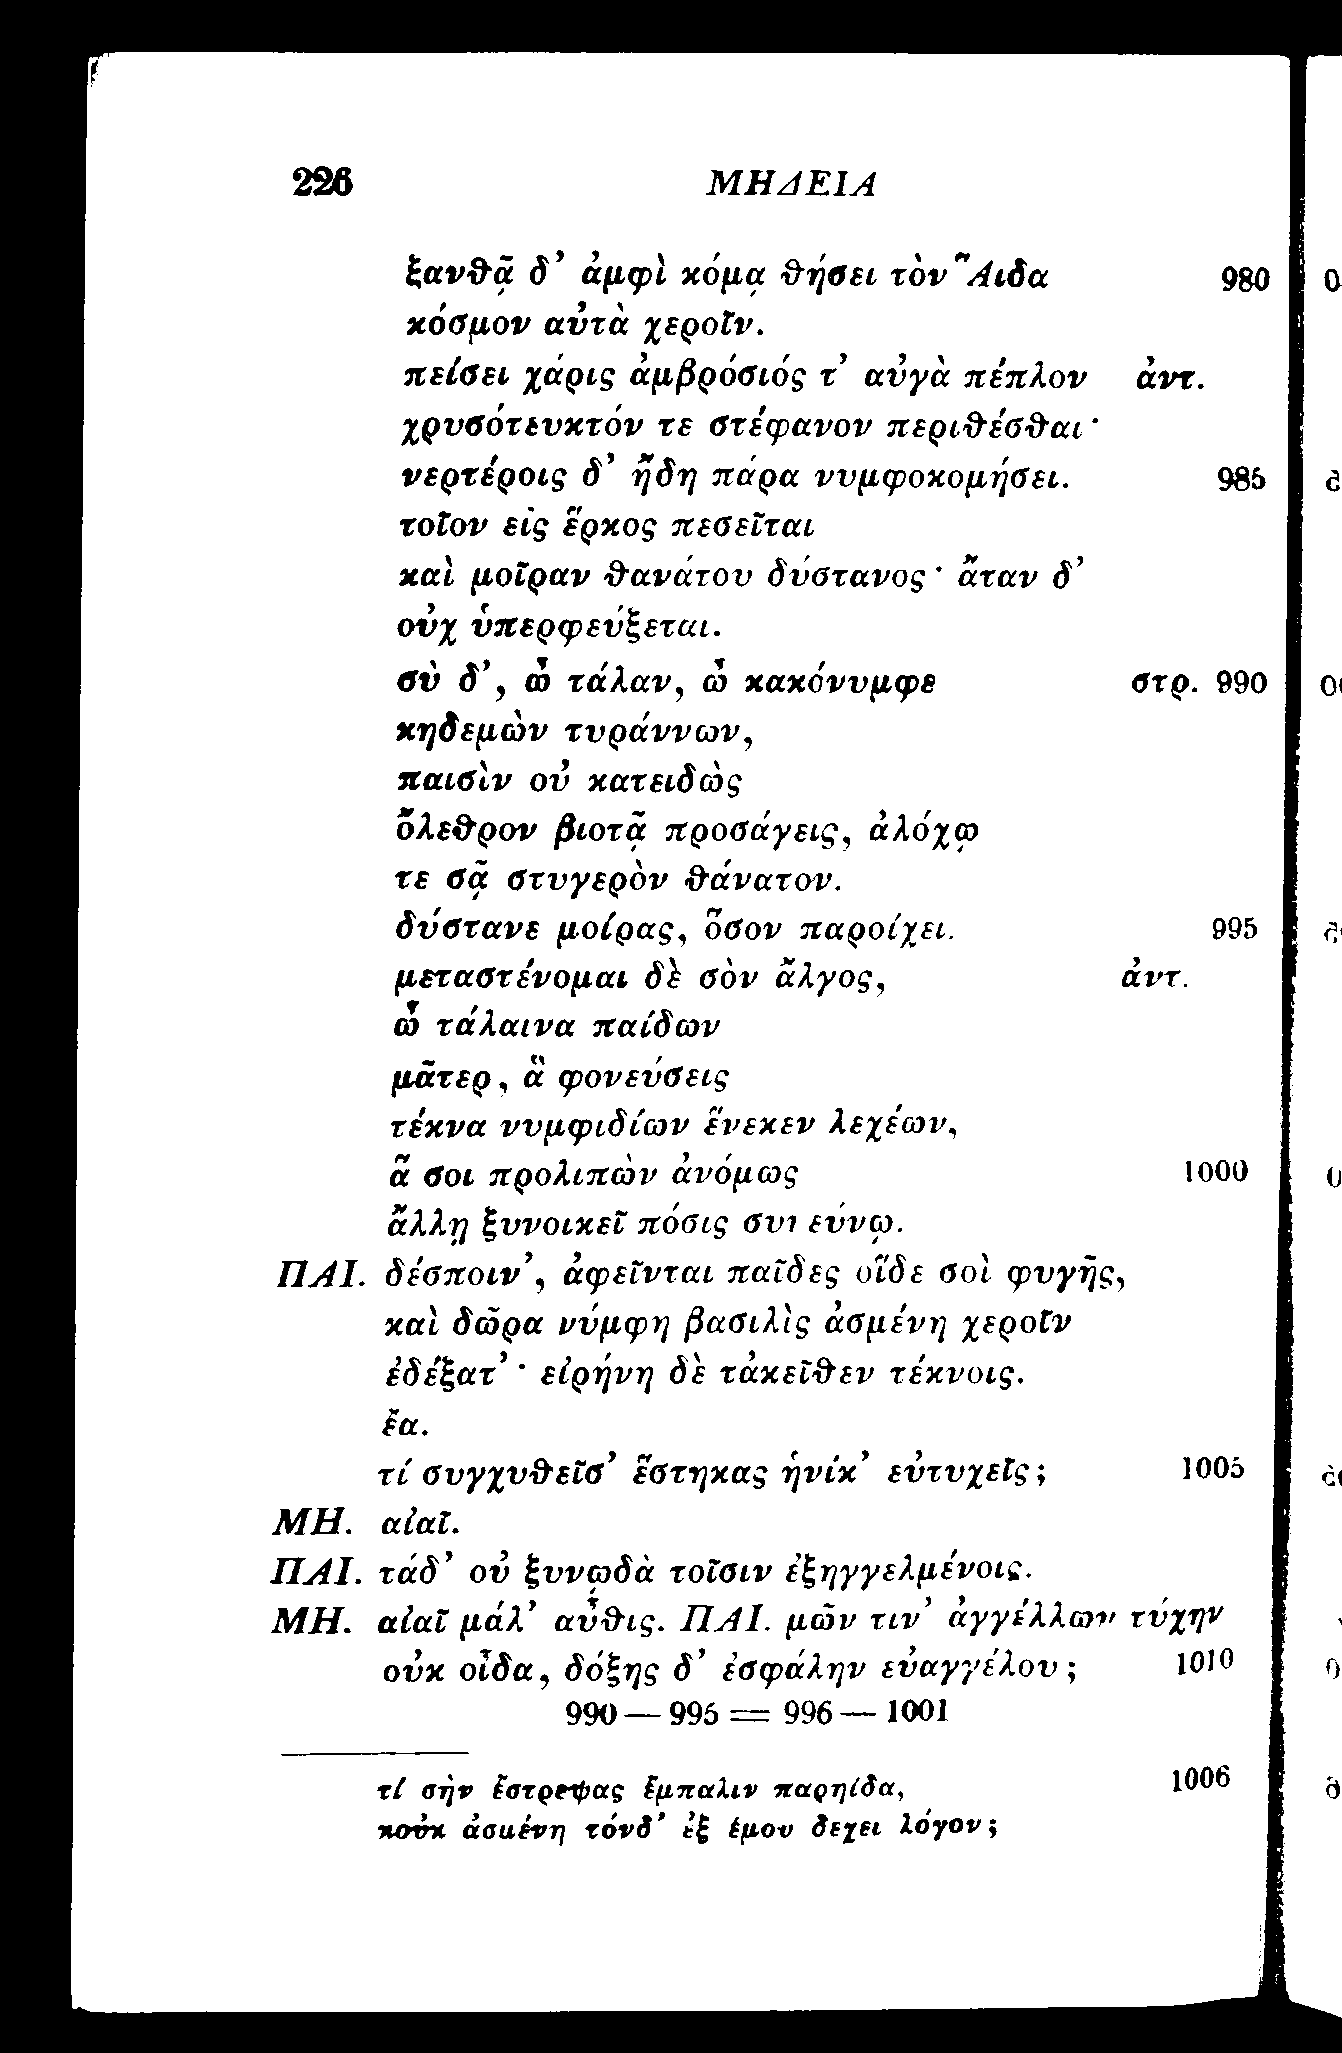 226 ΜΗΔΕΙΑ
ξανθᾷ δ’ ἀμφὶ κόμᾳ θήσει τὸν Ἅιδα 980
κόσμον αὐτὰ χεροῖν.
πείσει χάρις ἀμβρόσιός τ’ αὐγὰ πέπλον ἀντ.
χρυσότευκτόν τε στέφανον περιθέσθαι·
νερτέροις δ’ ἤδη πάρα νυμφοκομήσει. 985
τοῖον εἰς ἕρκος πεσεῖται
καὶ μοῖραν θανάτου δύστανος· ἄταν δ’
οὐχ ὑπερφεύξεται.
σὺ δ’, ὦ τάλαν, ὦ κακόνυμφε στρ. 990
κηδεμὼν τυράννων,
παισὶν οὐ κατειδὼς
ὄλεθρον βιοτᾷ προσάγεις, ἀλόχῳ
τε σᾷ στυγερὸν θάνατον.
δύστανε μοίρας, ὅσον παροίχει. 995
μεταστένομαι δὲ σὸν ἄλγος, ἀντ.
ὦ τάλαινα παίδων
μᾶτερ, ἃ φονεύσεις
τέκνα νυμφιδίων ἕνεκεν λεχέων,
ἅ σοι προλιπὼν ἀνόμως 1000
ἄλλῃ ξυνοικεῖ πόσις συνεύνῳ.
ΠΑΙ. δέσποιν’, ἀφεῖνται παῖδες οἵδε σοὶ φυγῆς,
καὶ δῶρα νύμφη βασιλὶς ἀσμένη χεροῖν
ἐδέξατ’· εἰρήνη δὲ τἀκεῖθεν τέκνοις.
ἔα.
τί συγχυθεῖσ’ ἕστηκας ἡνίκ’ εὐτυχεῖς; 1005
ΜΗ. αἰαῖ.
ΠΑΙ. τάδ’ οὐ ξυνῳδὰ τοῖσιν ἐξηγγελμένοις.
ΜΗ. αἰαῖ μάλ’ αὖθις. ΠΑΙ. μῶν τιν’ ἀγγέλλων τύχην
οὐκ οἶδα, δόξης δ’ ἐσφάλην εὐαγγέλου; 1010
990 — 995 = 996 — 1001
τί σὴν ἔστρεψας ἔμπαλιν παρηίδα, 1006
κοὐκ ἀσμένη τόνδ’ ἐξ ἐμου δεχει λόγον;